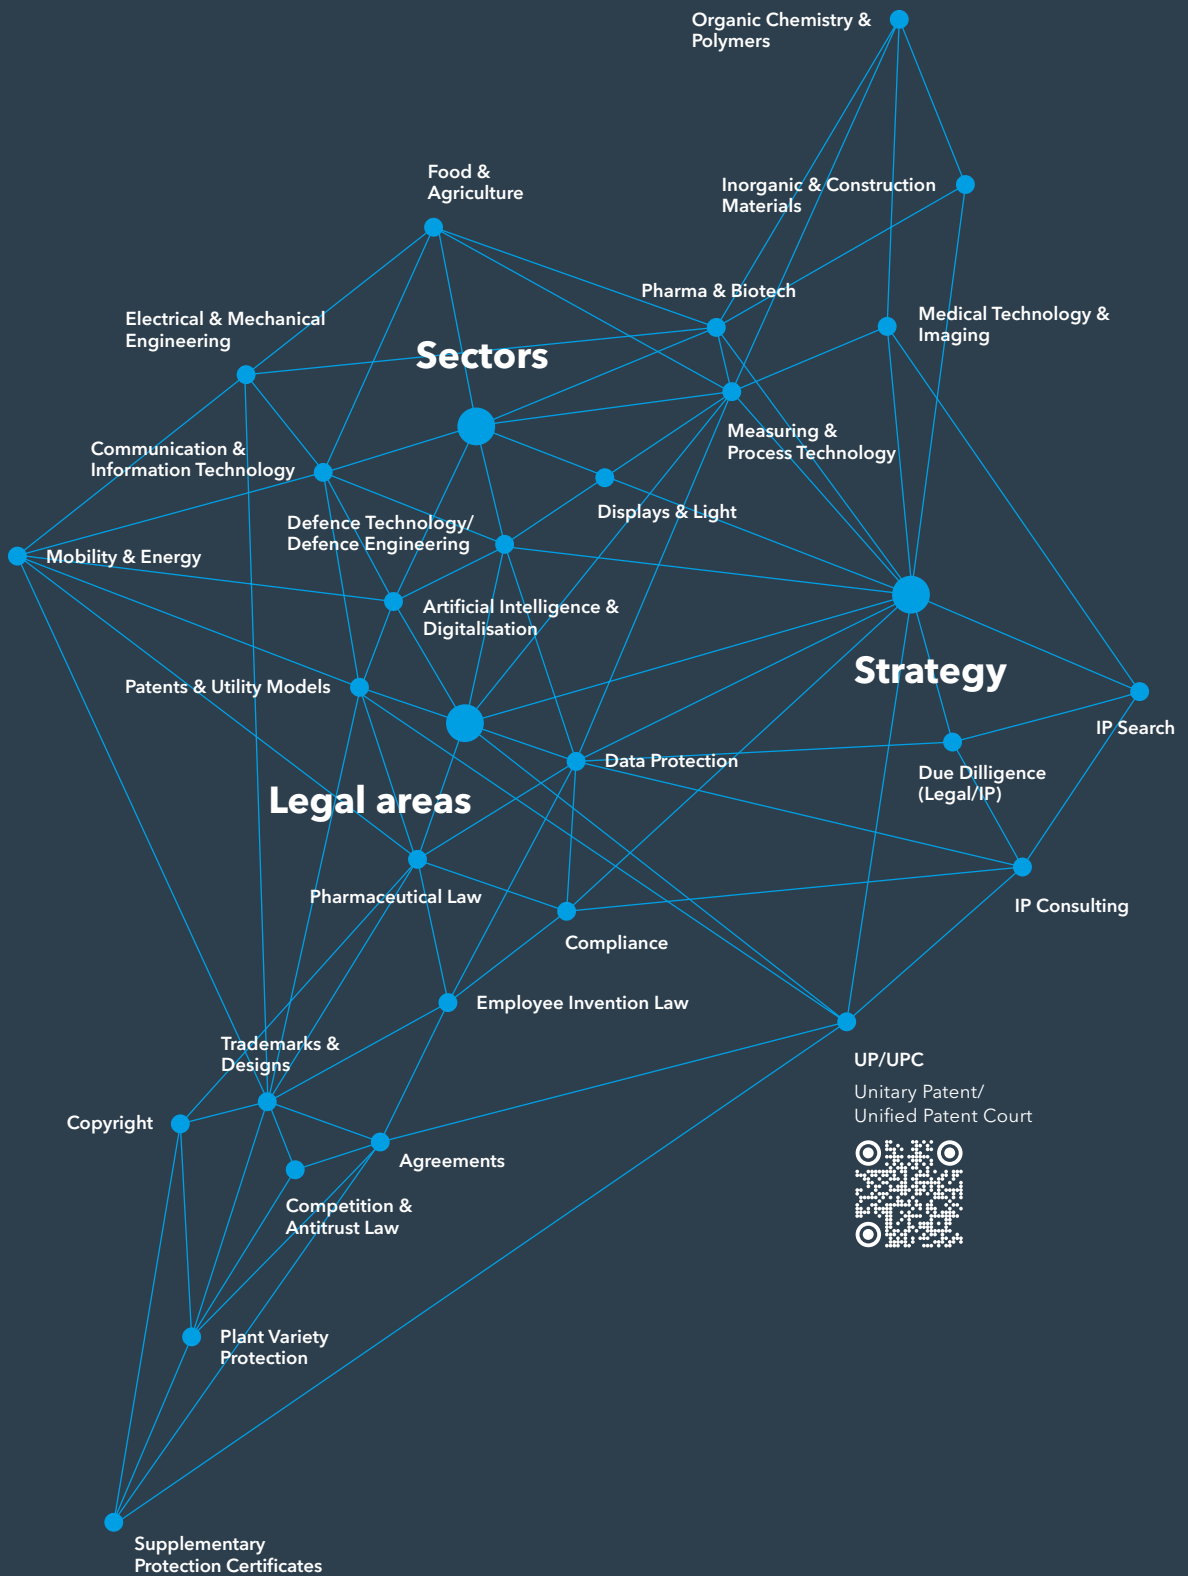 Organic Chemistry &
Polymers
Food &
Agriculture
Inorganic & Construction
Materials
Pharma & Biotech
Electrical & Mechanical
Engineering
Medical Technology &
Imaging
Sectors
Measuring &
Process Technology
Communication &
Information Technology
Displays & Light
Defence Technology/
Defence Engineering
Mobility & Energy
Artificial Intelligence &
Digitalisation
Strategy
Patents & Utility Models
IP Search
Data Protection
Due Dilligence
(Legal/IP)
Legal areas
Pharmaceutical Law
IP Consulting
Compliance
Employee Invention Law
Trademarks &
Designs
UP/UPC
Unitary Patent/
Unified Patent Court
Copyright
Agreements
Competition &
Antitrust Law
Plant Variety
Protection
Supplementary
Protection Certificates